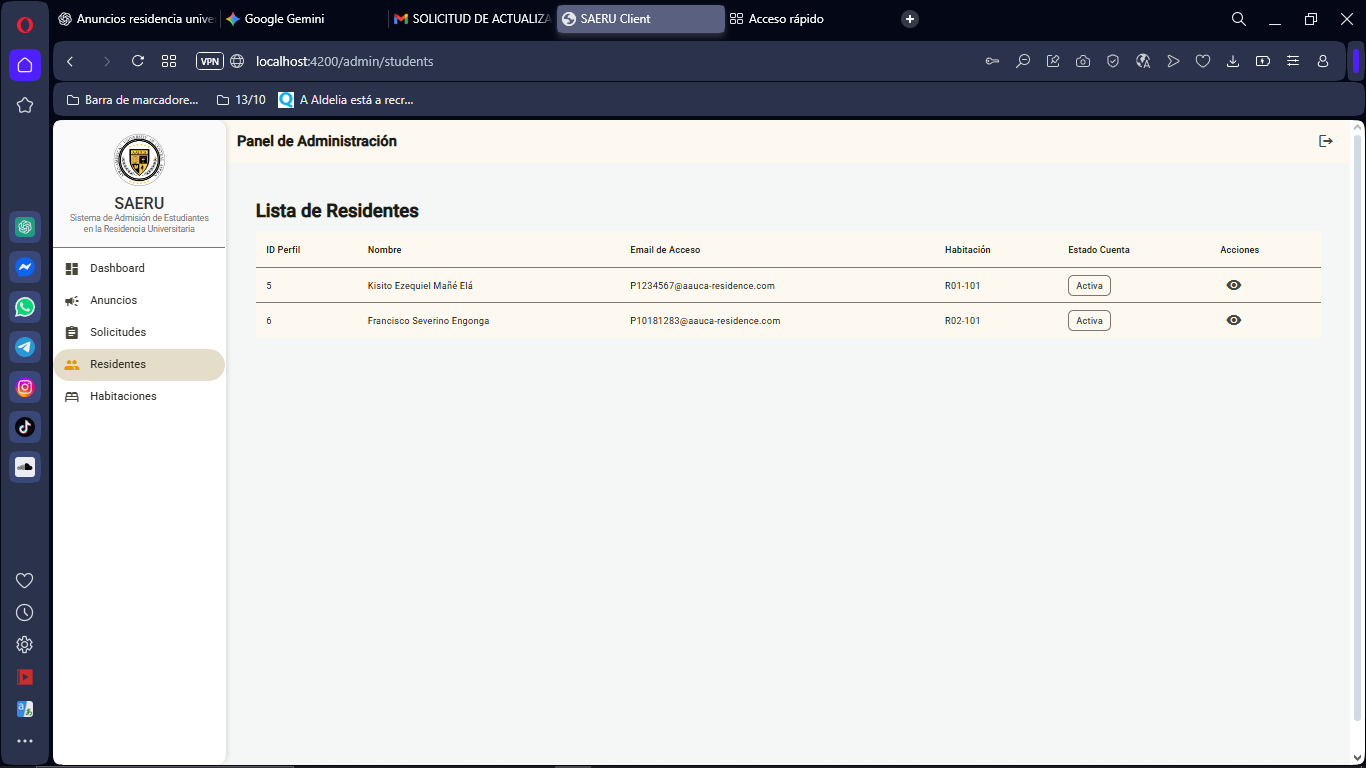 Anuncios residencia unive
Google Gemini
SOLICITUD DE ACTUALIZA
SAERU Client
Acceso rápido
VPN
localhost:4200/admin/students
Barra de marcadore...
13/10
A Aldelia está a recr...
Panel de Administración
SAERU
Sistema de Admisión de Estudiantes
en la Residencia Universitaria
Dashboard
Anuncios
Solicitudes
Residentes
Habitaciones
Lista de Residentes
ID Perfil Nombre Email de Acceso Habitación Estado Cuenta Acciones
5 Kisito Ezequiel Mañé Elá P1234567@aauca-residence.com R01-101 Activa
6 Francisco Severino Engonga P10181283@aauca-residence.com R02-101 Activa